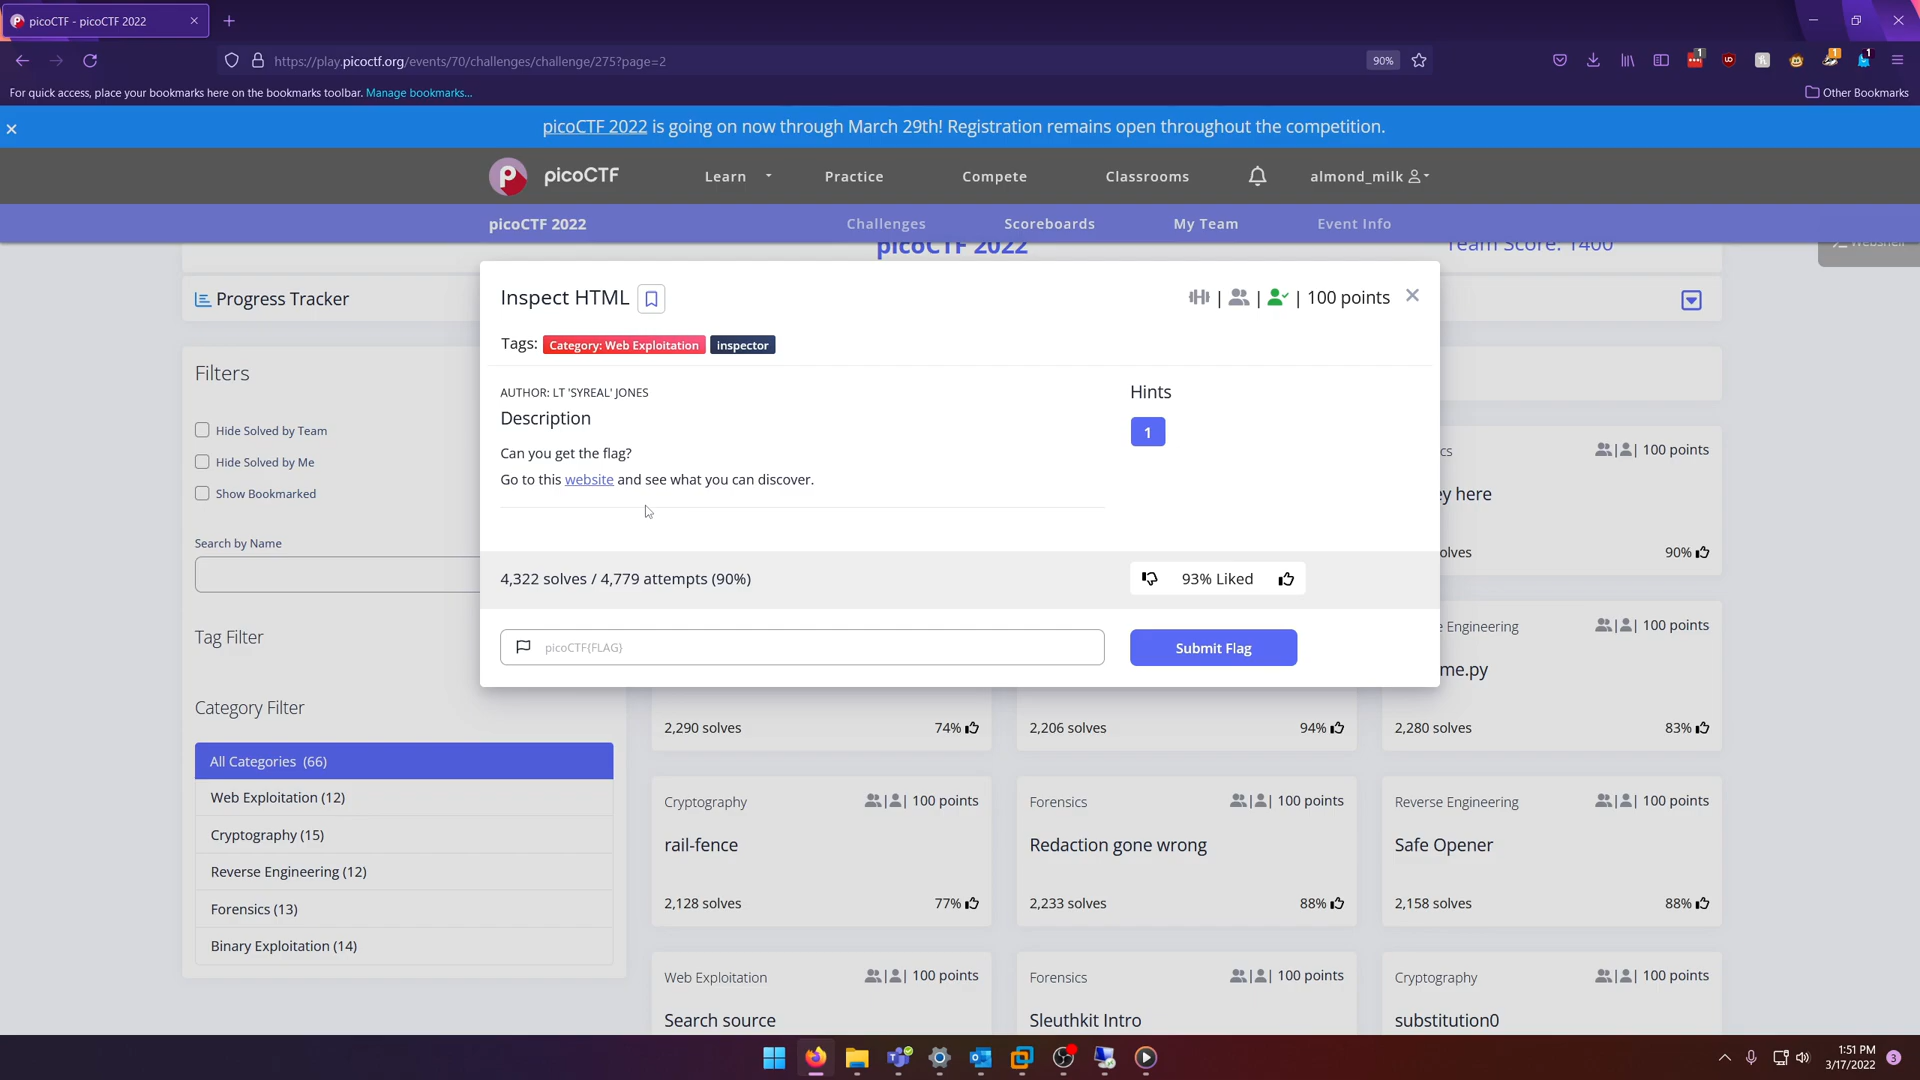 picoCTF - picoCTF 2022
https://play.picoctf.org/events/70/challenges/challenge/275?page=2
90%
1
1
1
For quick access, place your bookmarks here on the bookmarks toolbar. Manage bookmarks...
Other Bookmarks
picoCTF 2022 is going on now through March 29th! Registration remains open throughout the competition.
picoCTF
Learn
Practice
Compete
Classrooms
almond_milk
picoCTF 2022
Challenges
Scoreboards
My Team
Event Info
picoCTF 2022
Team Score: 1400
Webshell
Progress Tracker
Inspect HTML
| | | 100 points
Tags: Category: Web Exploitation inspector
Filters
AUTHOR: LT 'SYREAL' JONES
Description
Can you get the flag?
Go to this website and see what you can discover.
Hints
1
Hide Solved by Team
Hide Solved by Me
Show Bookmarked
Search by Name
4,322 solves / 4,779 attempts (90%)
93% Liked
picoCTF{FLAG}
Submit Flag
Tag Filter
Category Filter
All Categories (66)
Web Exploitation (12)
Cryptography (15)
Reverse Engineering (12)
Forensics (13)
Binary Exploitation (14)
cs
| | 100 points
ey here
olves
90%
e Engineering
| | 100 points
me.py
2,290 solves
74%
2,206 solves
94%
2,280 solves
83%
Cryptography
| | 100 points
rail-fence
2,128 solves
77%
Forensics
| | 100 points
Redaction gone wrong
2,233 solves
88%
Reverse Engineering
| | 100 points
Safe Opener
2,158 solves
88%
Web Exploitation
| | 100 points
Search source
Forensics
| | 100 points
Sleuthkit Intro
Cryptography
| | 100 points
substitution0
1:51 PM
3/17/2022
3